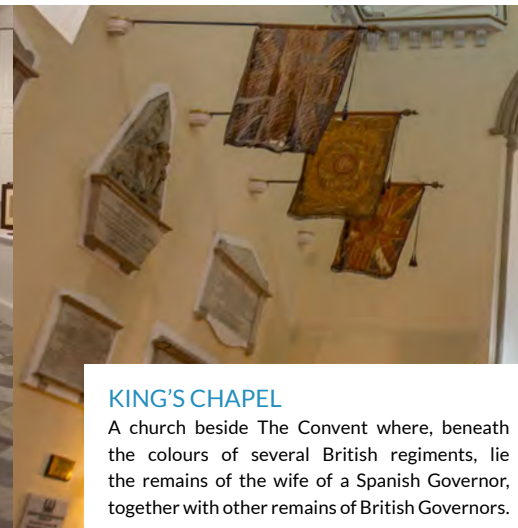 KING'S CHAPEL
A church beside The Convent where, beneath
the colours of several British regiments, lie
the remains of the wife of a Spanish Governor,
together with other remains of British Governors.